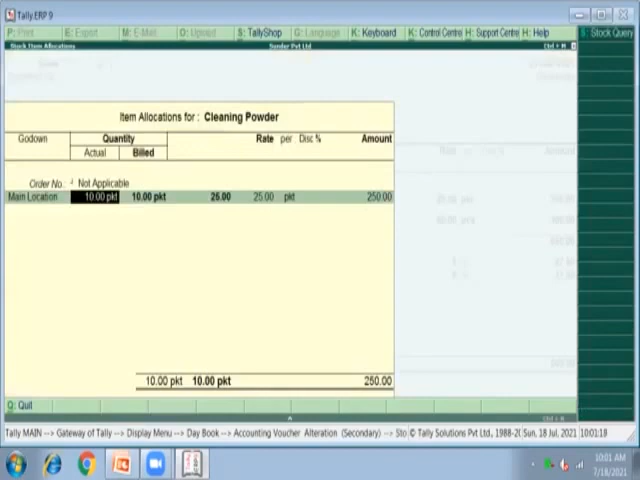 Tally.ERP 9
P: Print E: Export M: E-Mail O: Upload S: TallyShop G: Language K: Keyboard K: Control Centre H: Support Centre H: Help S: Stock Query
Stock Item Allocations Sunder Pvt Ltd Ctrl + M
Item Allocations for : Cleaning Powder
Godown Quantity Rate per Disc % Amount
Actual Billed
Order No. : Not Applicable
Main Location 10.00 pkt 10.00 pkt 25.00 25.00 pkt 250.00
10.00 pkt 10.00 pkt 250.00
Q: Quit
Tally MAIN --> Gateway of Tally --> Display Menu --> Day Book --> Accounting Voucher Alteration (Secondary) --> Sto © Tally Solutions Pvt Ltd., 1988-20 Sun, 18 Jul, 2021 10:01:18
10:01 AM
7/18/2021